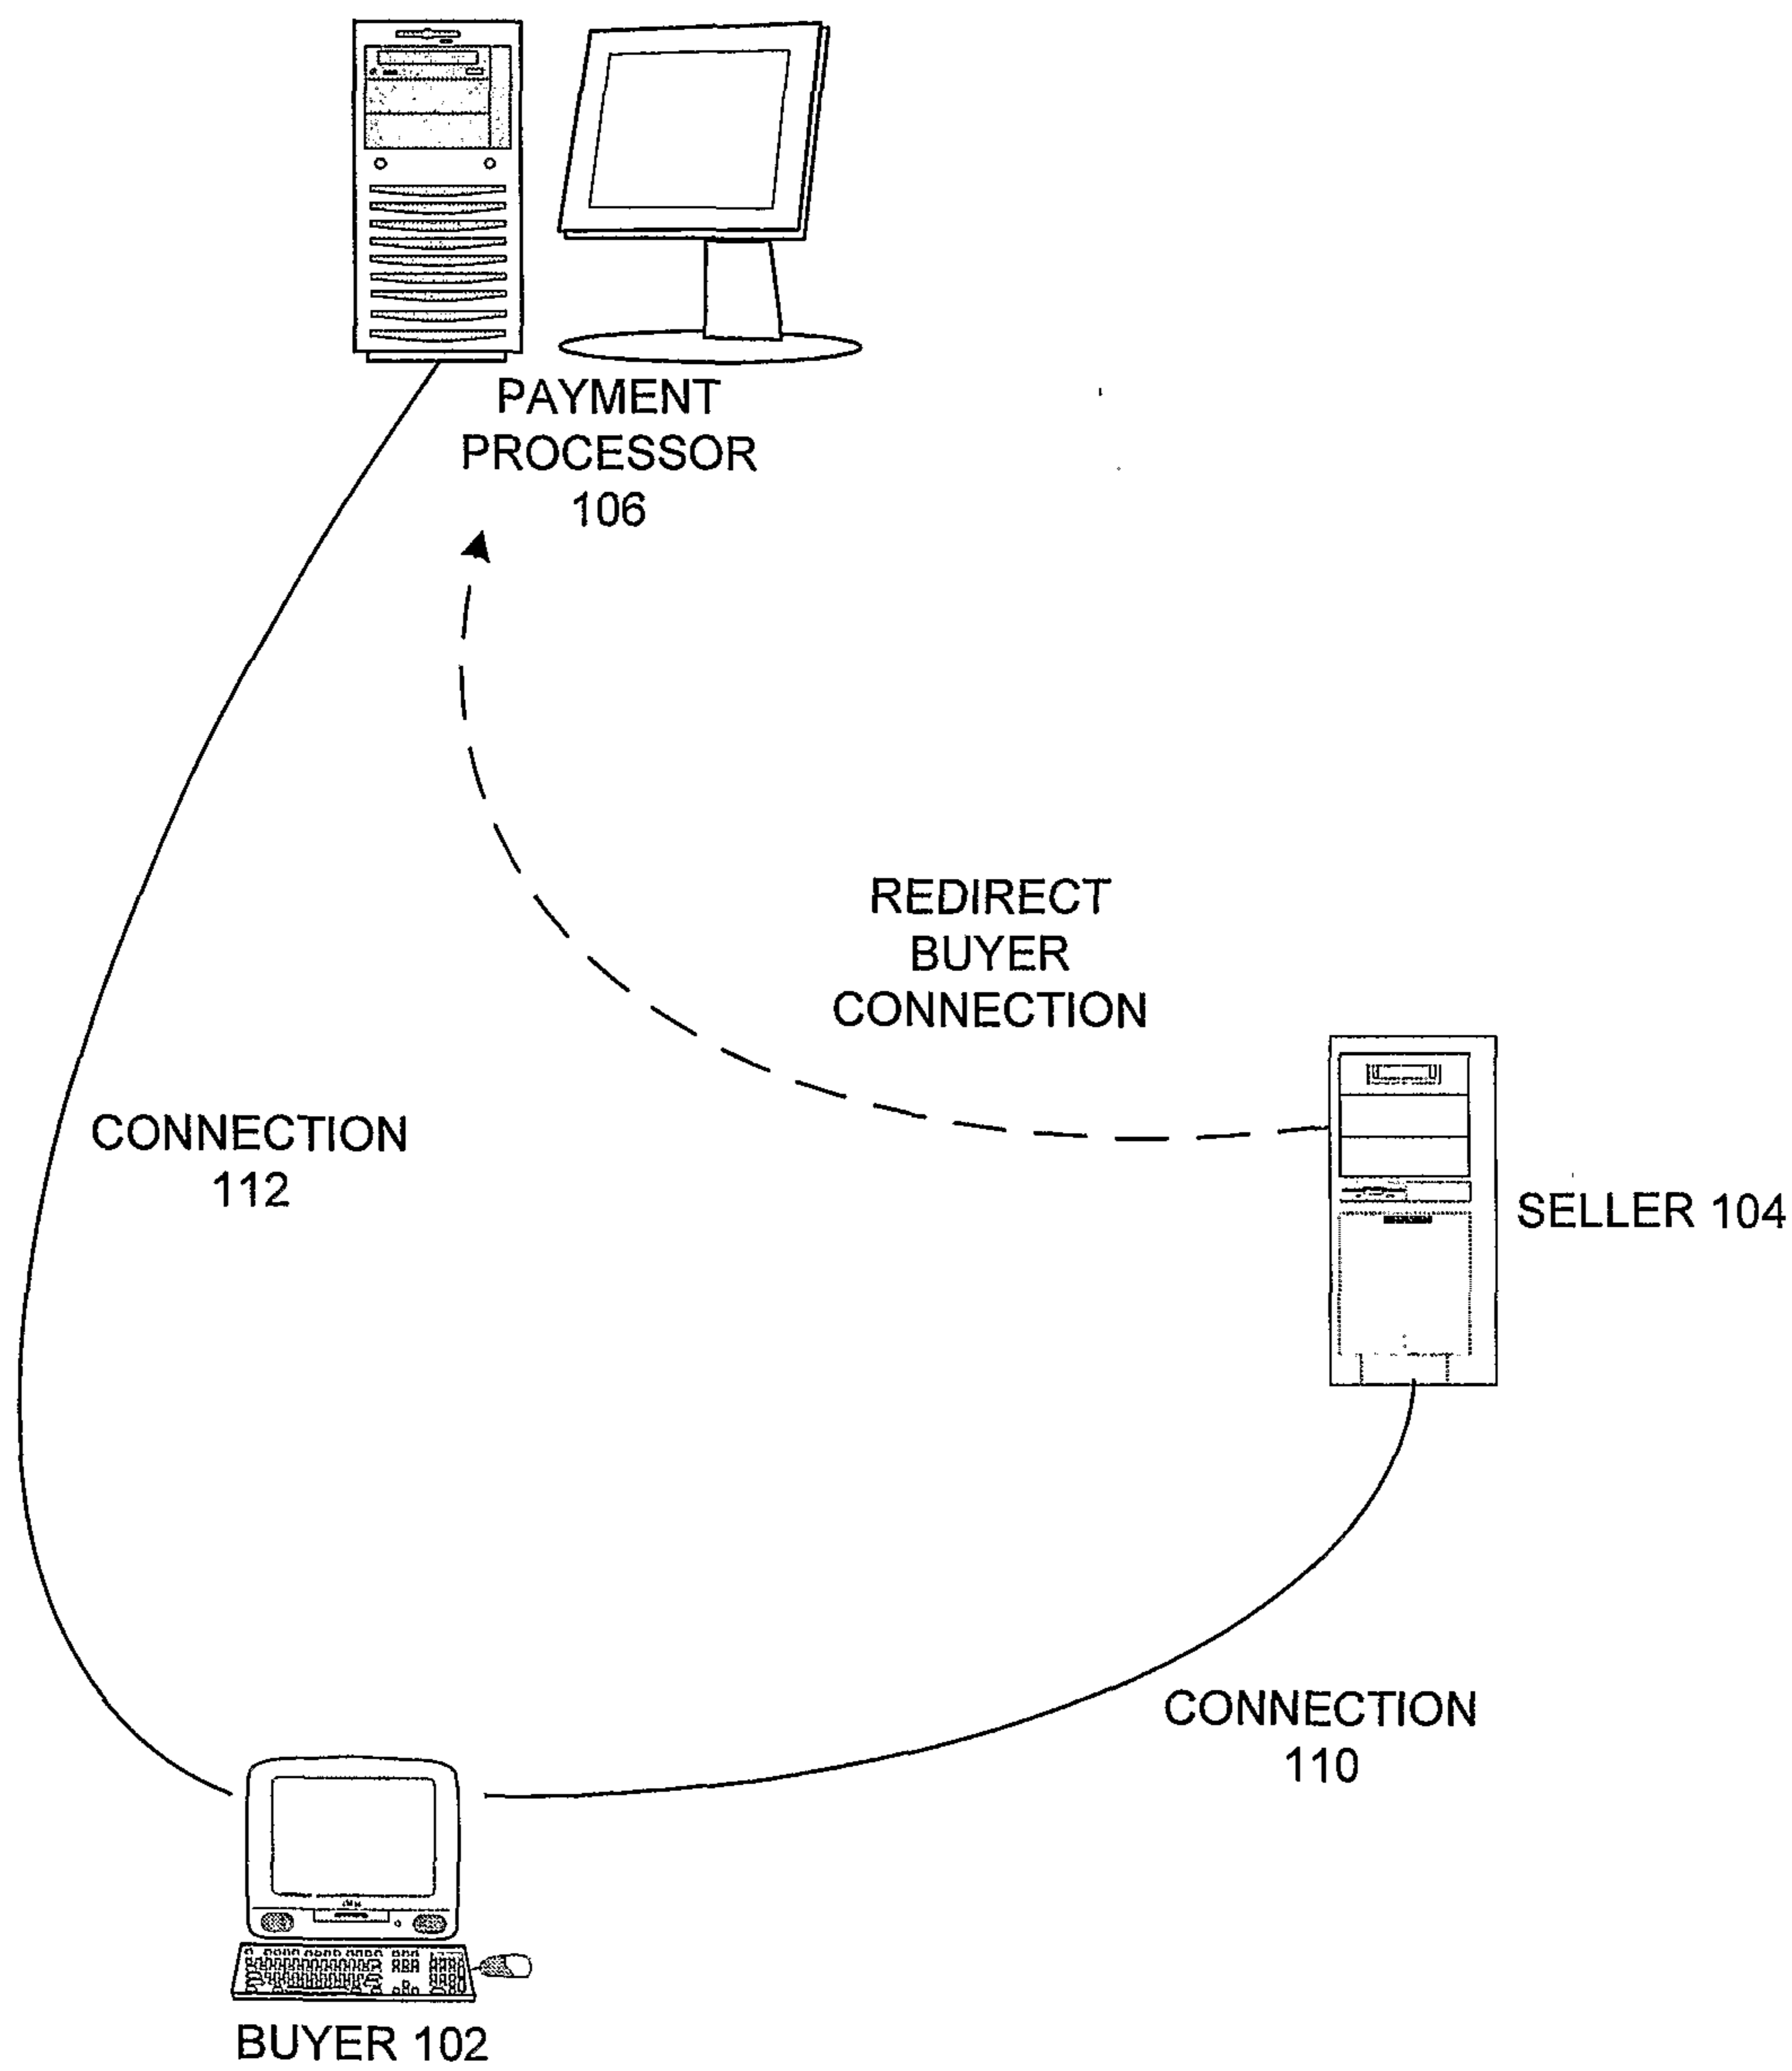 PAYMENT
PROCESSOR
106
REDIRECT
BUYER
CONNECTION
CONNECTION
112
SELLER 104
CONNECTION
110
BUYER 102